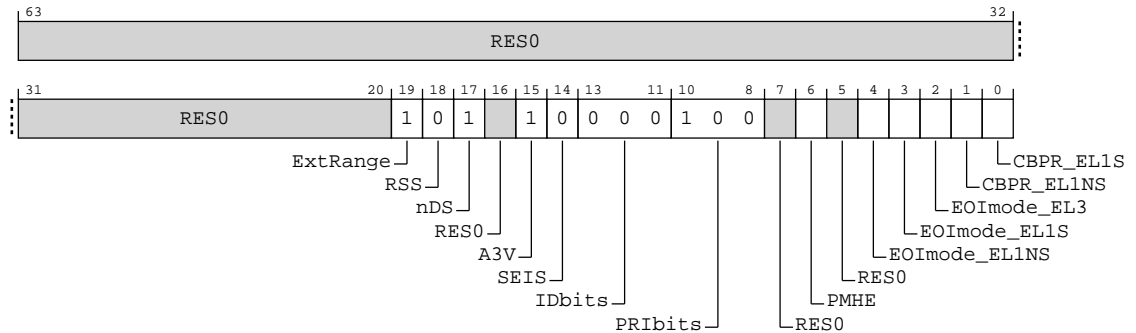 63 32
RES0
31 20 19 18 17 16 15 14 13 11 10 8 7 6 5 4 3 2 1 0
RES0 1 0 1 1 0 0 0 0 1 0 0
ExtRange CBPR_EL1S
RSS CBPR_EL1NS
nDS EOImode_EL3
RES0 EOImode_EL1S
A3V EOImode_EL1NS
SEIS RES0
IDbits PMHE
PRIbits RES0